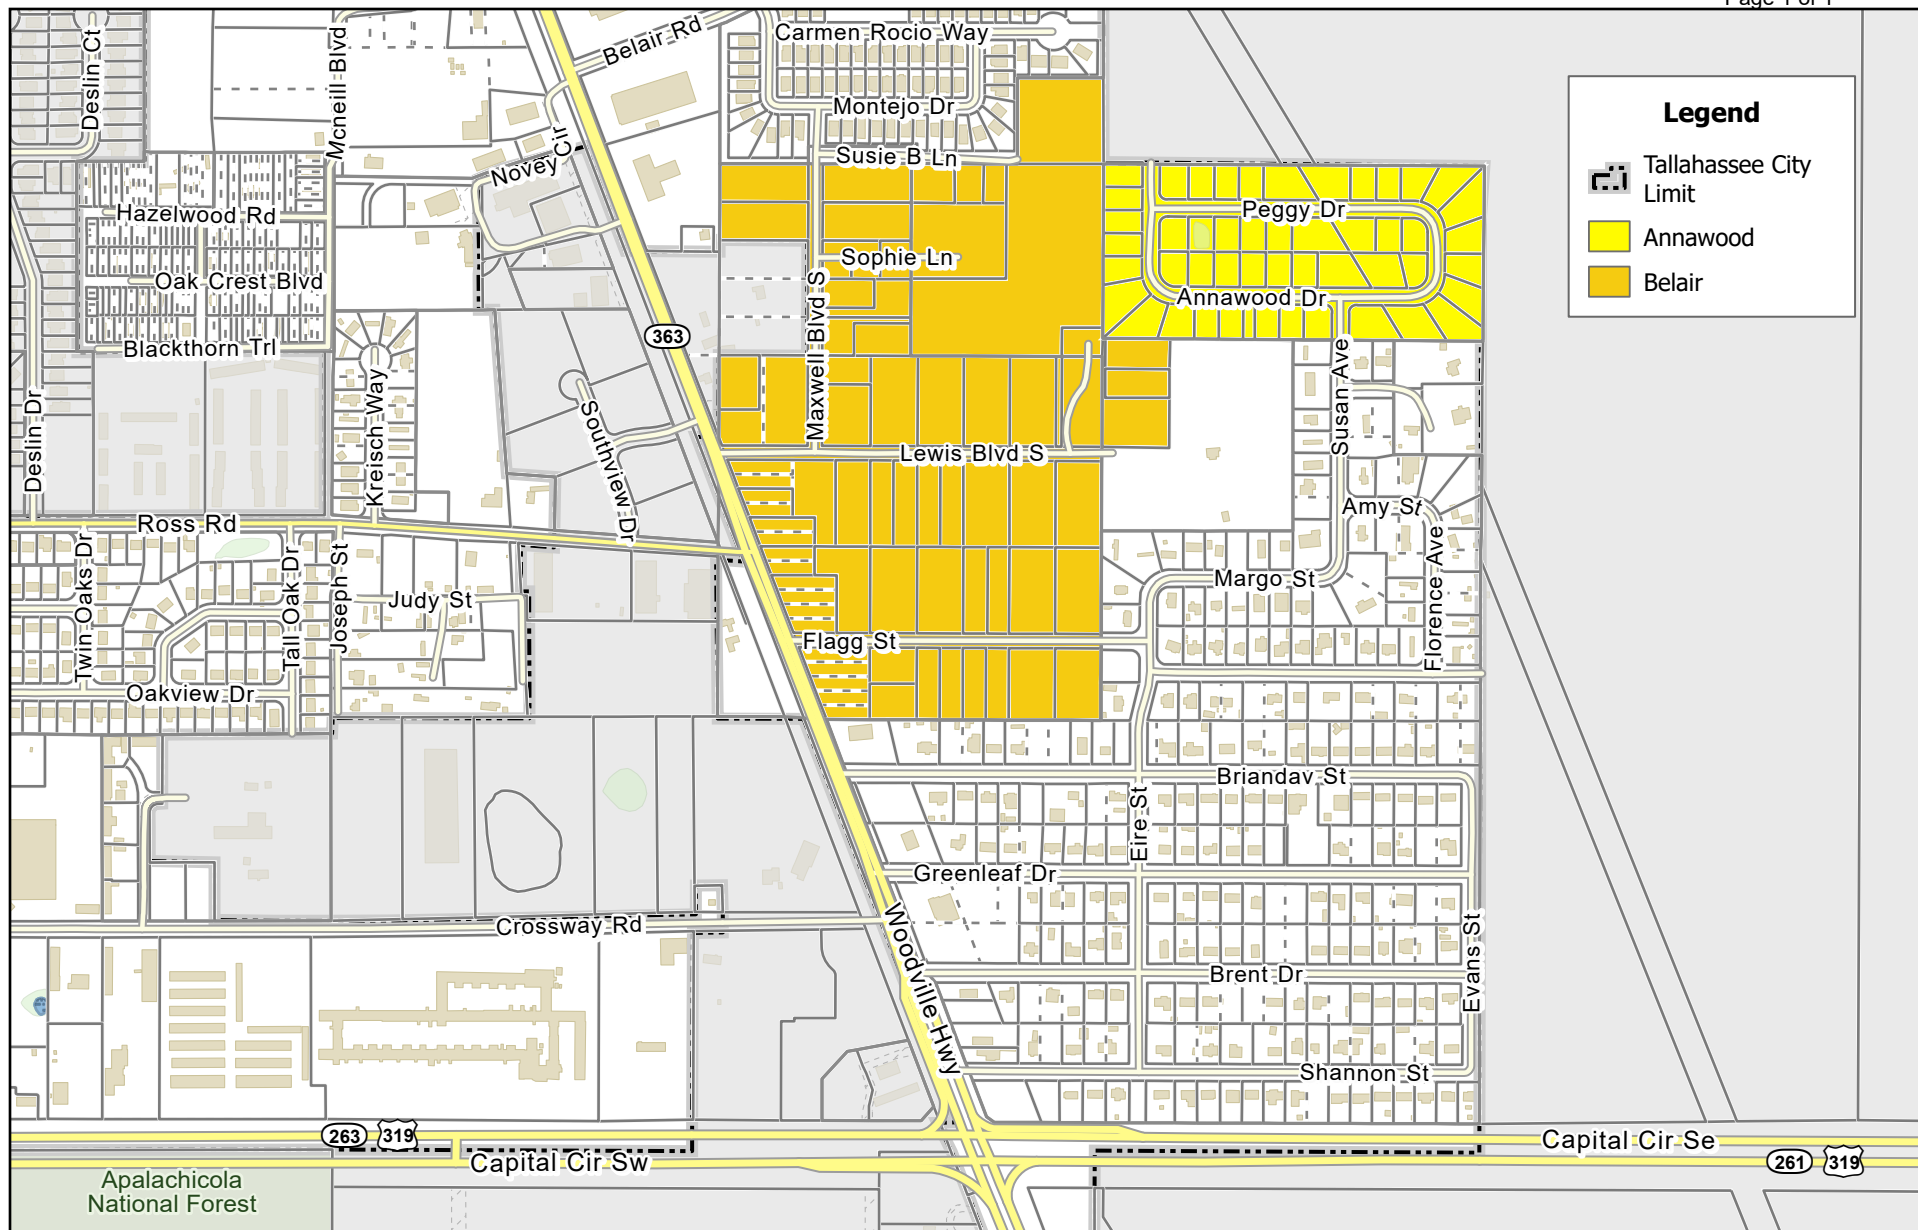 Page 1 of 1
Deslin Ct
Mcneill Blvd
Belair Rd
Carmen Rocio Way
Montejo Dr
Susie B Ln
Novey Cir
Hazelwood Rd
Oak Crest Blvd
Blackthorn Trl
Sophie Ln
Maxwell Blvd S
Peggy Dr
Annawood Dr
Legend
Tallahassee City
Limit
Annawood
Belair
363
Deslin Dr
Kreisch Way
Southview Dr
Susan Ave
Lewis Blvd S
Ross Rd
Amy St
Florence Ave
Twin Oaks Dr
Tall Oak Dr
Joseph St
Judy St
Margo St
Flagg St
Oakview Dr
Briandav St
Eire St
Greenleaf Dr
Crossway Rd
Woodville Hwy
Brent Dr
Evans St
Shannon St
263
319
Capital Cir Sw
Capital Cir Se
261
319
Apalachicola
National Forest